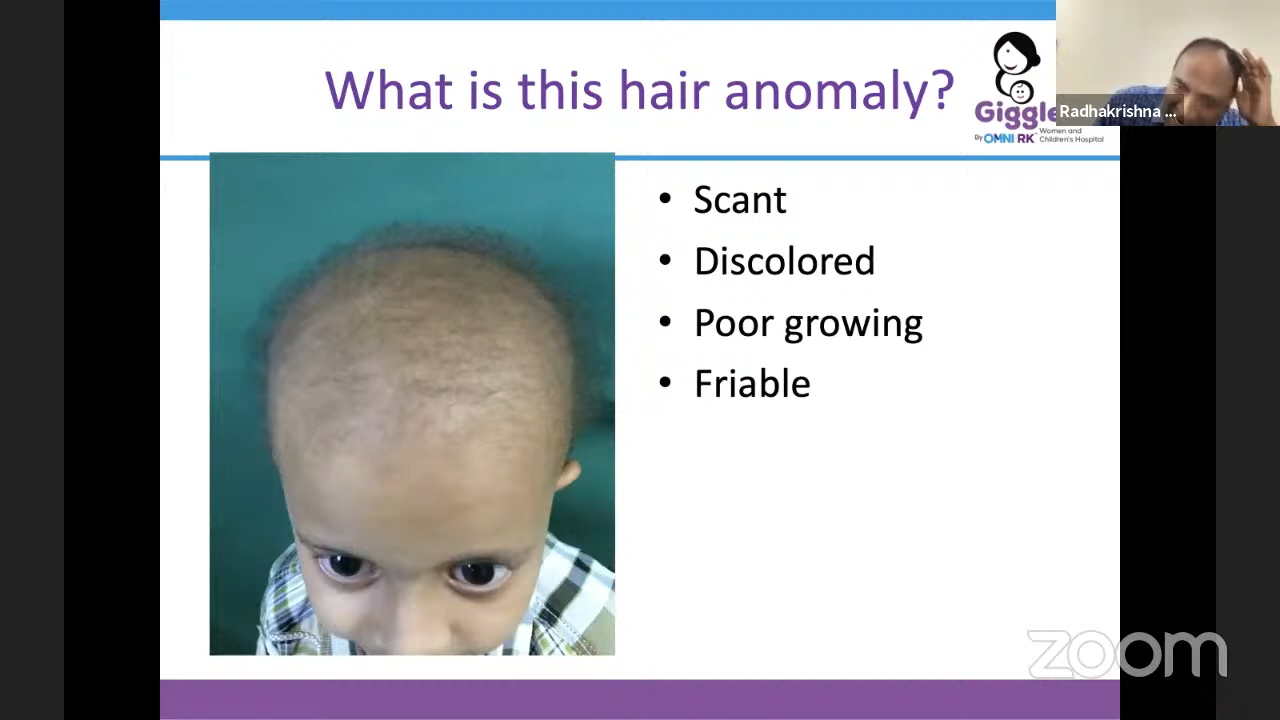 What is this hair anomaly?
Giggle
By OMNI RK Women and
Children's Hospital
Radhakrishna ...
• Scant
• Discolored
• Poor growing
• Friable
zoom